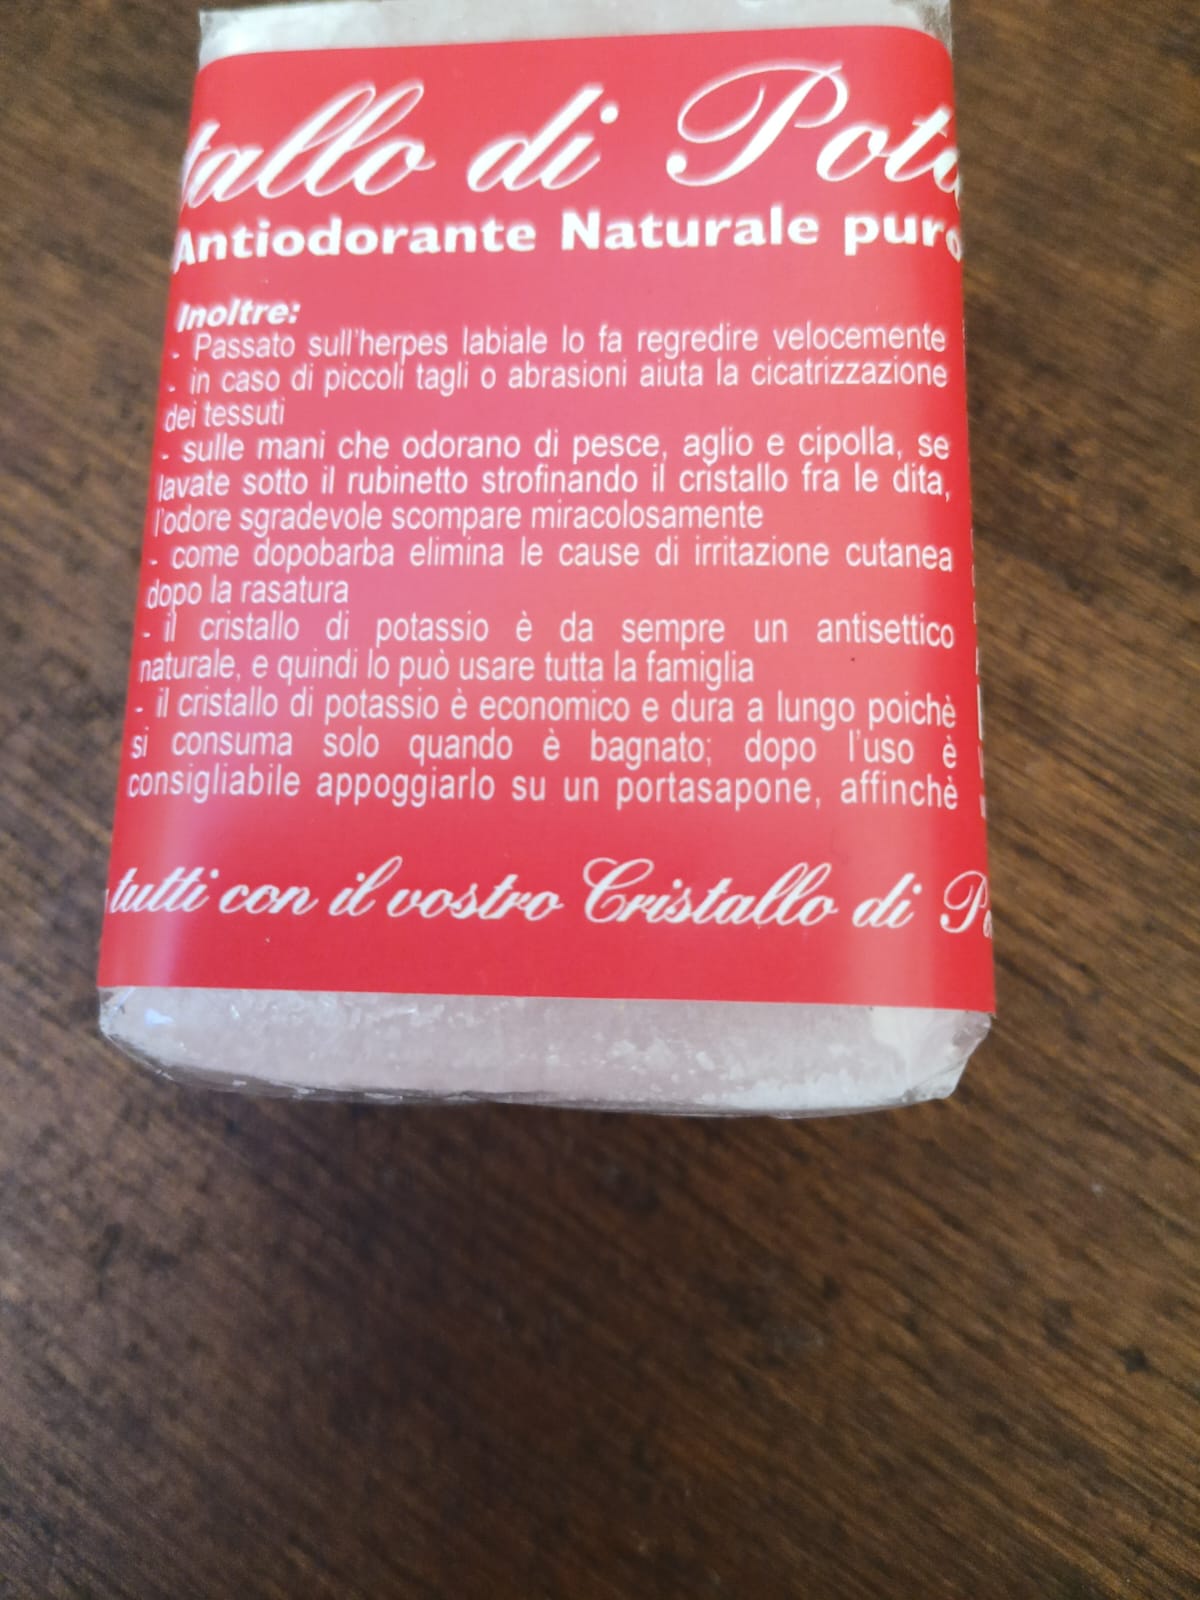 tallo di Pota
Antiodorante Naturale puro
Inoltre:
- Passato sull'herpes labiale lo fa regredire velocemente
- in caso di piccoli tagli o abrasioni aiuta la cicatrizzazione
dei tessuti
- sulle mani che odorano di pesce, aglio e cipolla, se
lavate sotto il rubinetto strofinando il cristallo fra le dita,
l'odore sgradevole scompare miracolosamente
- come dopobarba elimina le cause di irritazione cutanea
dopo la rasatura
- il cristallo di potassio è da sempre un antisettico
naturale, e quindi lo può usare tutta la famiglia
- il cristallo di potassio è economico e dura a lungo poichè
si consuma solo quando è bagnato; dopo l'uso è
consigliabile appoggiarlo su un portasapone, affinchè
tutti con il vostro Cristallo di Po